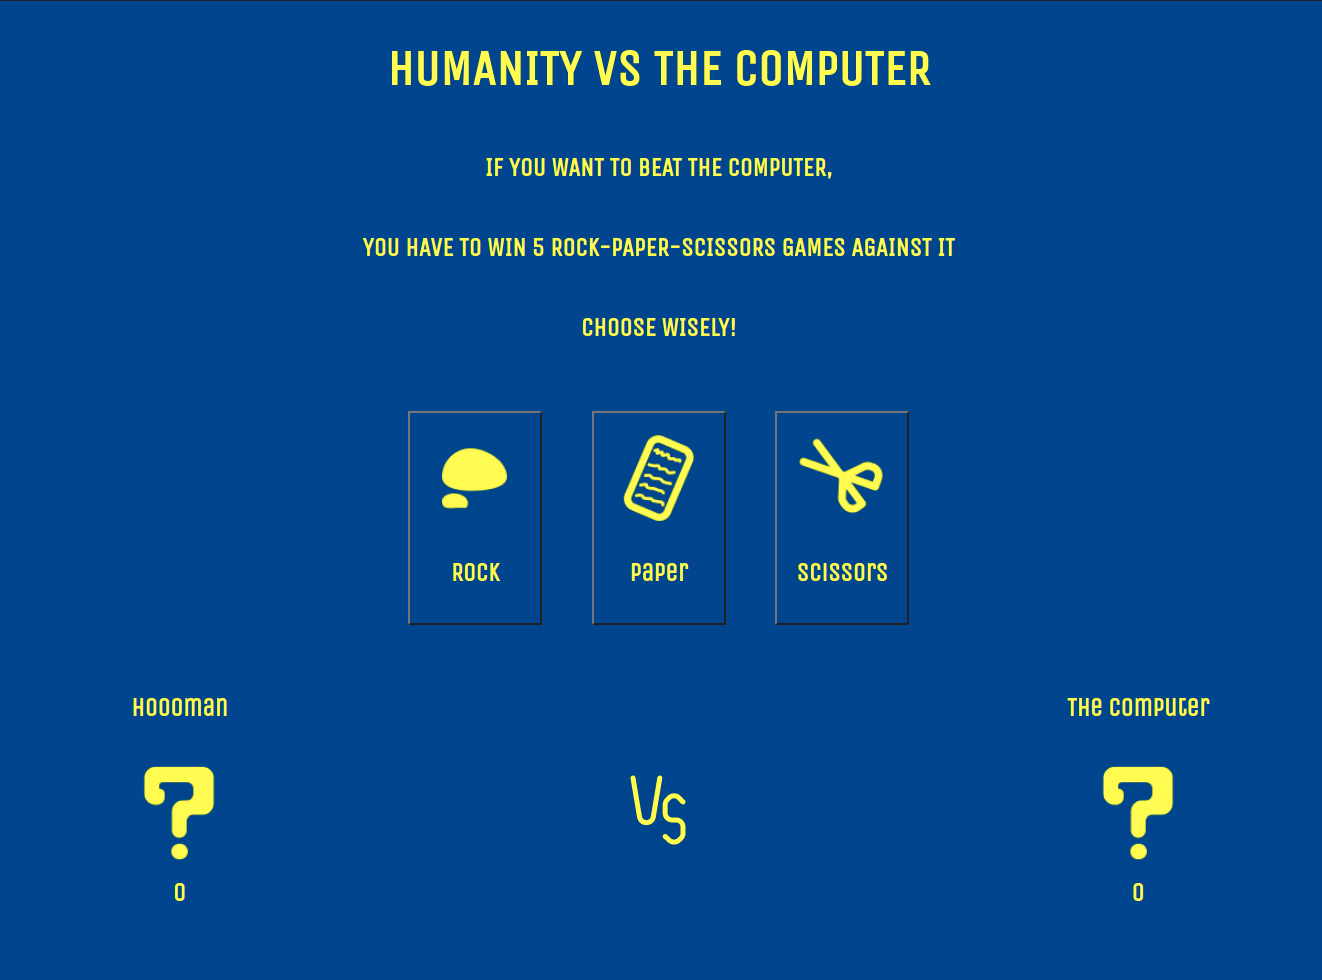 HUMANITY VS THE COMPUTER
IF YOU WANT TO BEAT THE COMPUTER,
YOU HAVE TO WIN 5 ROCK-PAPER-SCISSORS GAMES AGAINST IT
CHOOSE WISELY!
Rock
Paper
Scissors
Hoooman
The Computer
VS
0
0